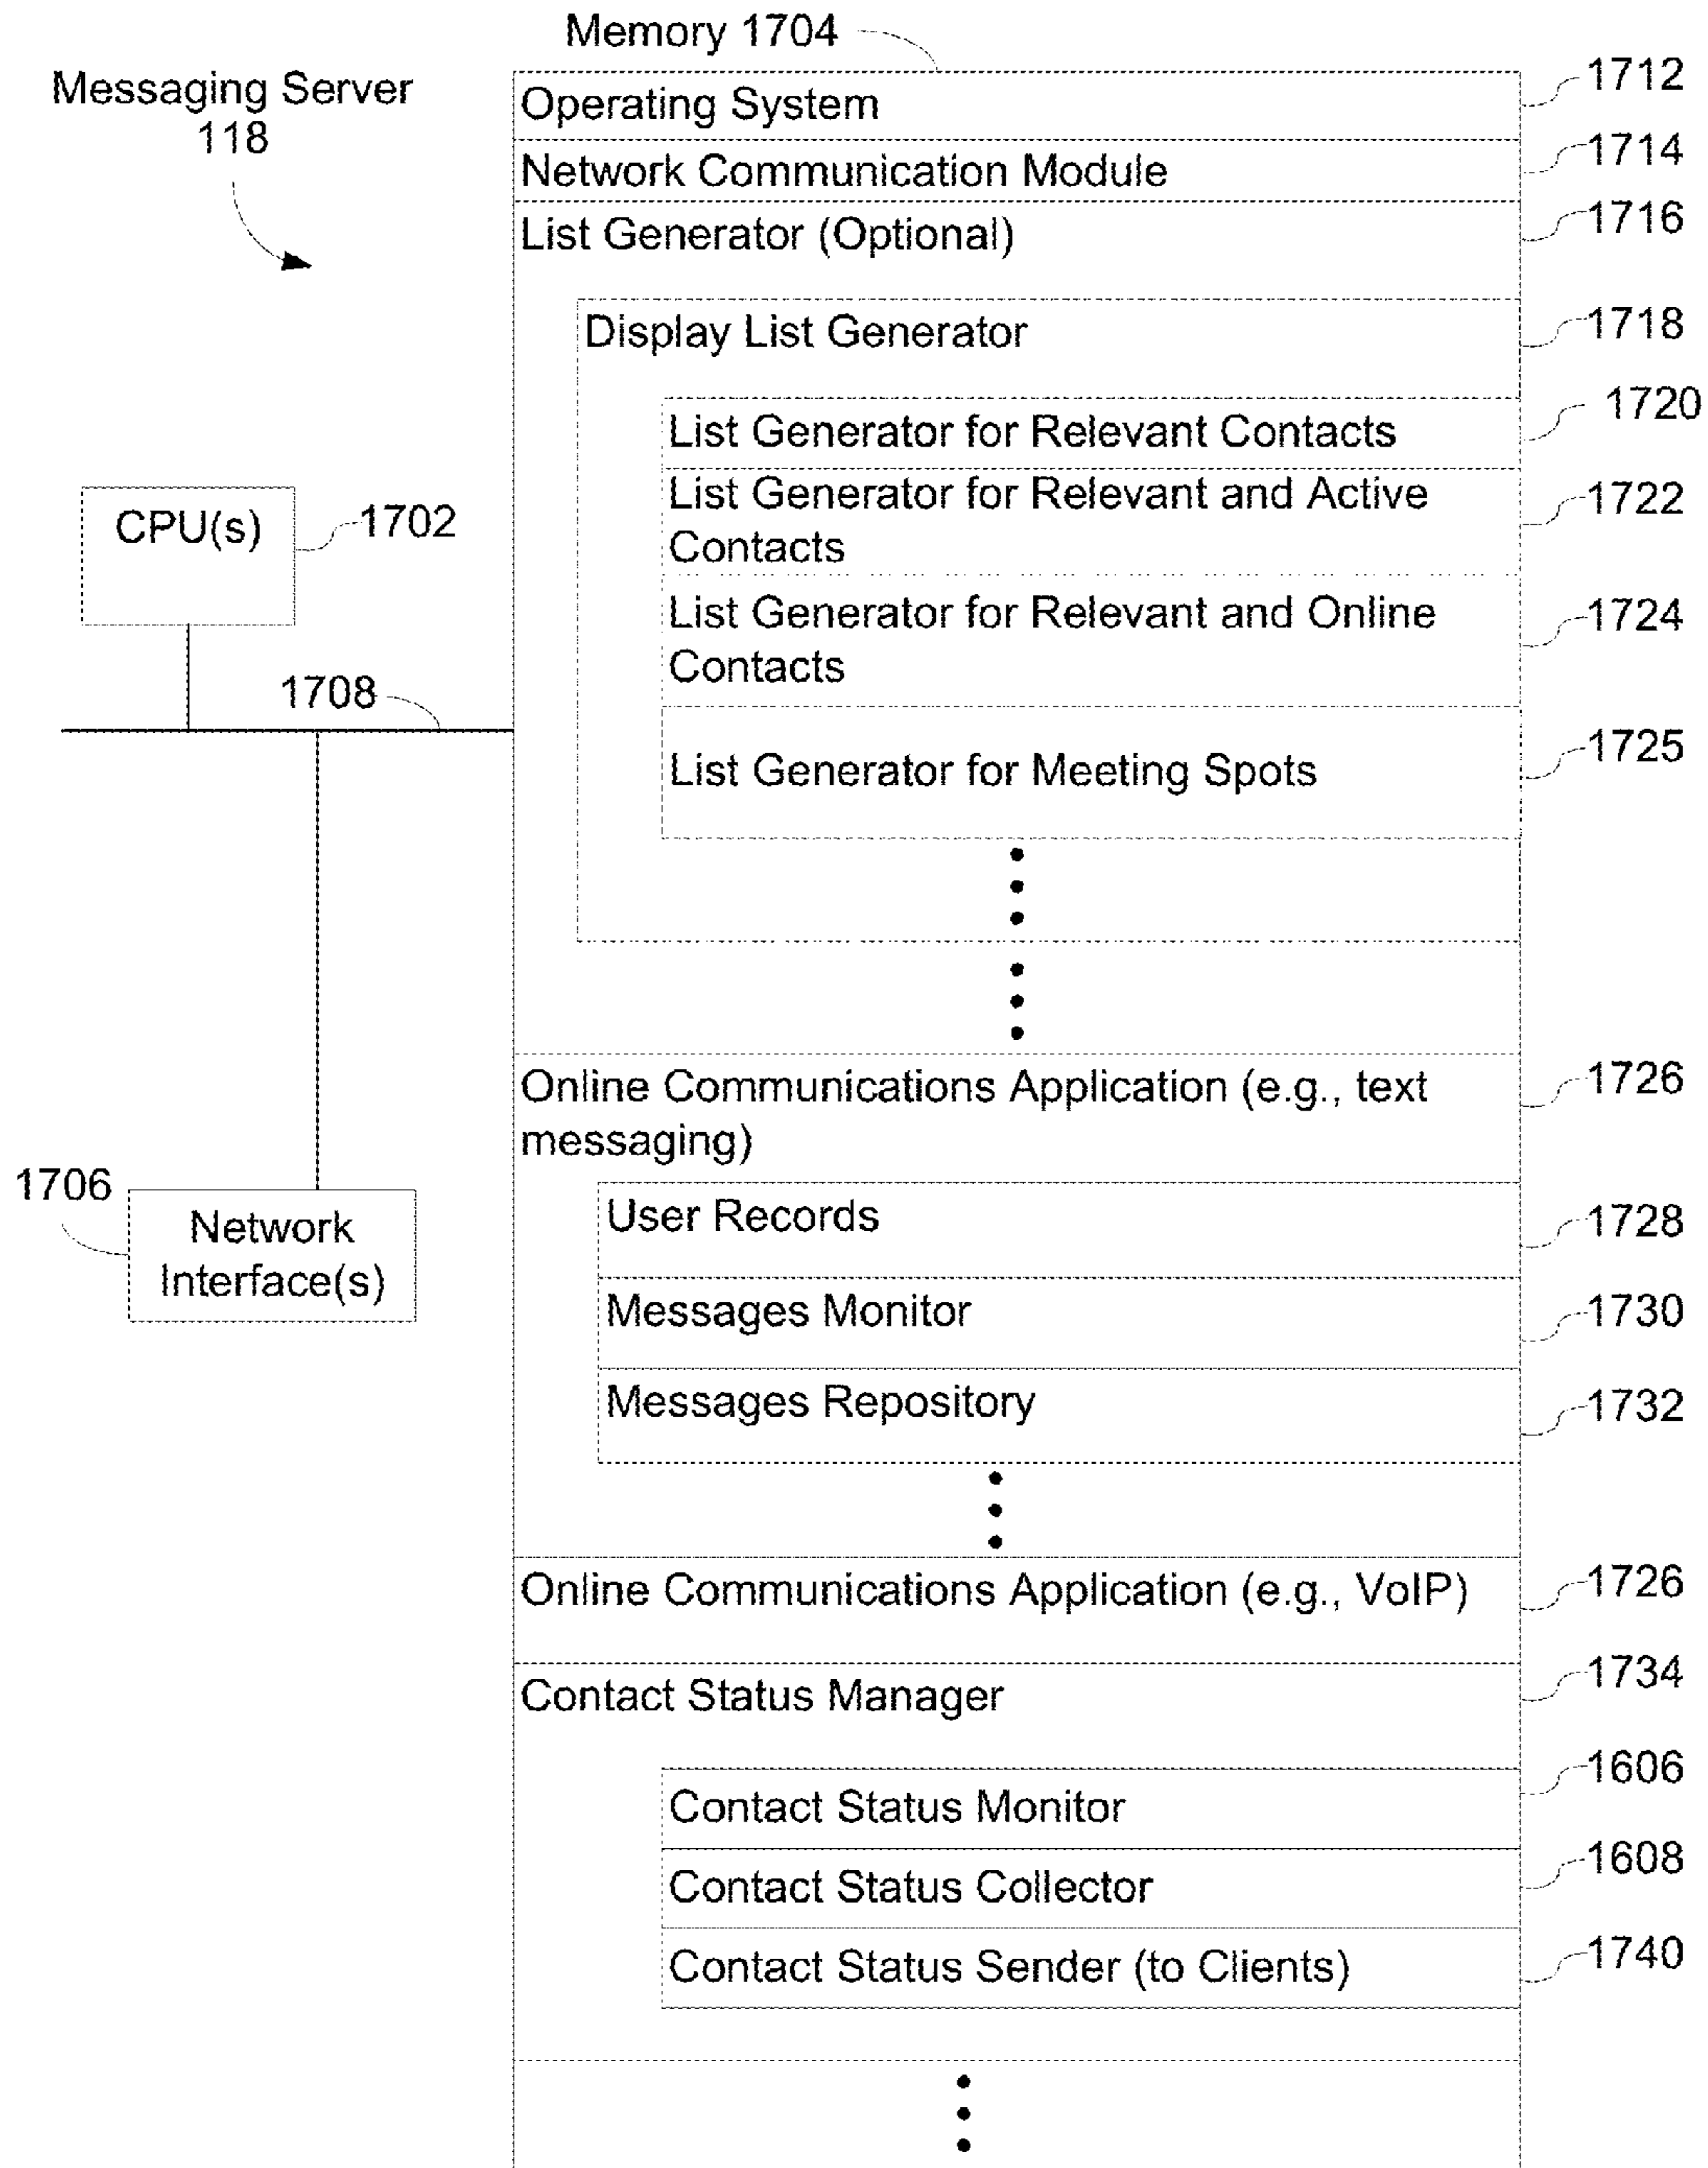 Memory 1704
Messaging Server
118
Operating System
1712
Network Communication Module
1714
List Generator (Optional)
1716
Display List Generator
1718
List Generator for Relevant Contacts
1720
List Generator for Relevant and Active
Contacts
1722
List Generator for Relevant and Online
Contacts
1724
List Generator for Meeting Spots
1725
CPU(s)
1702
1708
1706
Network
Interface(s)
Online Communications Application (e.g., text
messaging)
1726
User Records
1728
Messages Monitor
1730
Messages Repository
1732
Online Communications Application (e.g., VoIP)
1726
Contact Status Manager
1734
Contact Status Monitor
1606
Contact Status Collector
1608
Contact Status Sender (to Clients)
1740